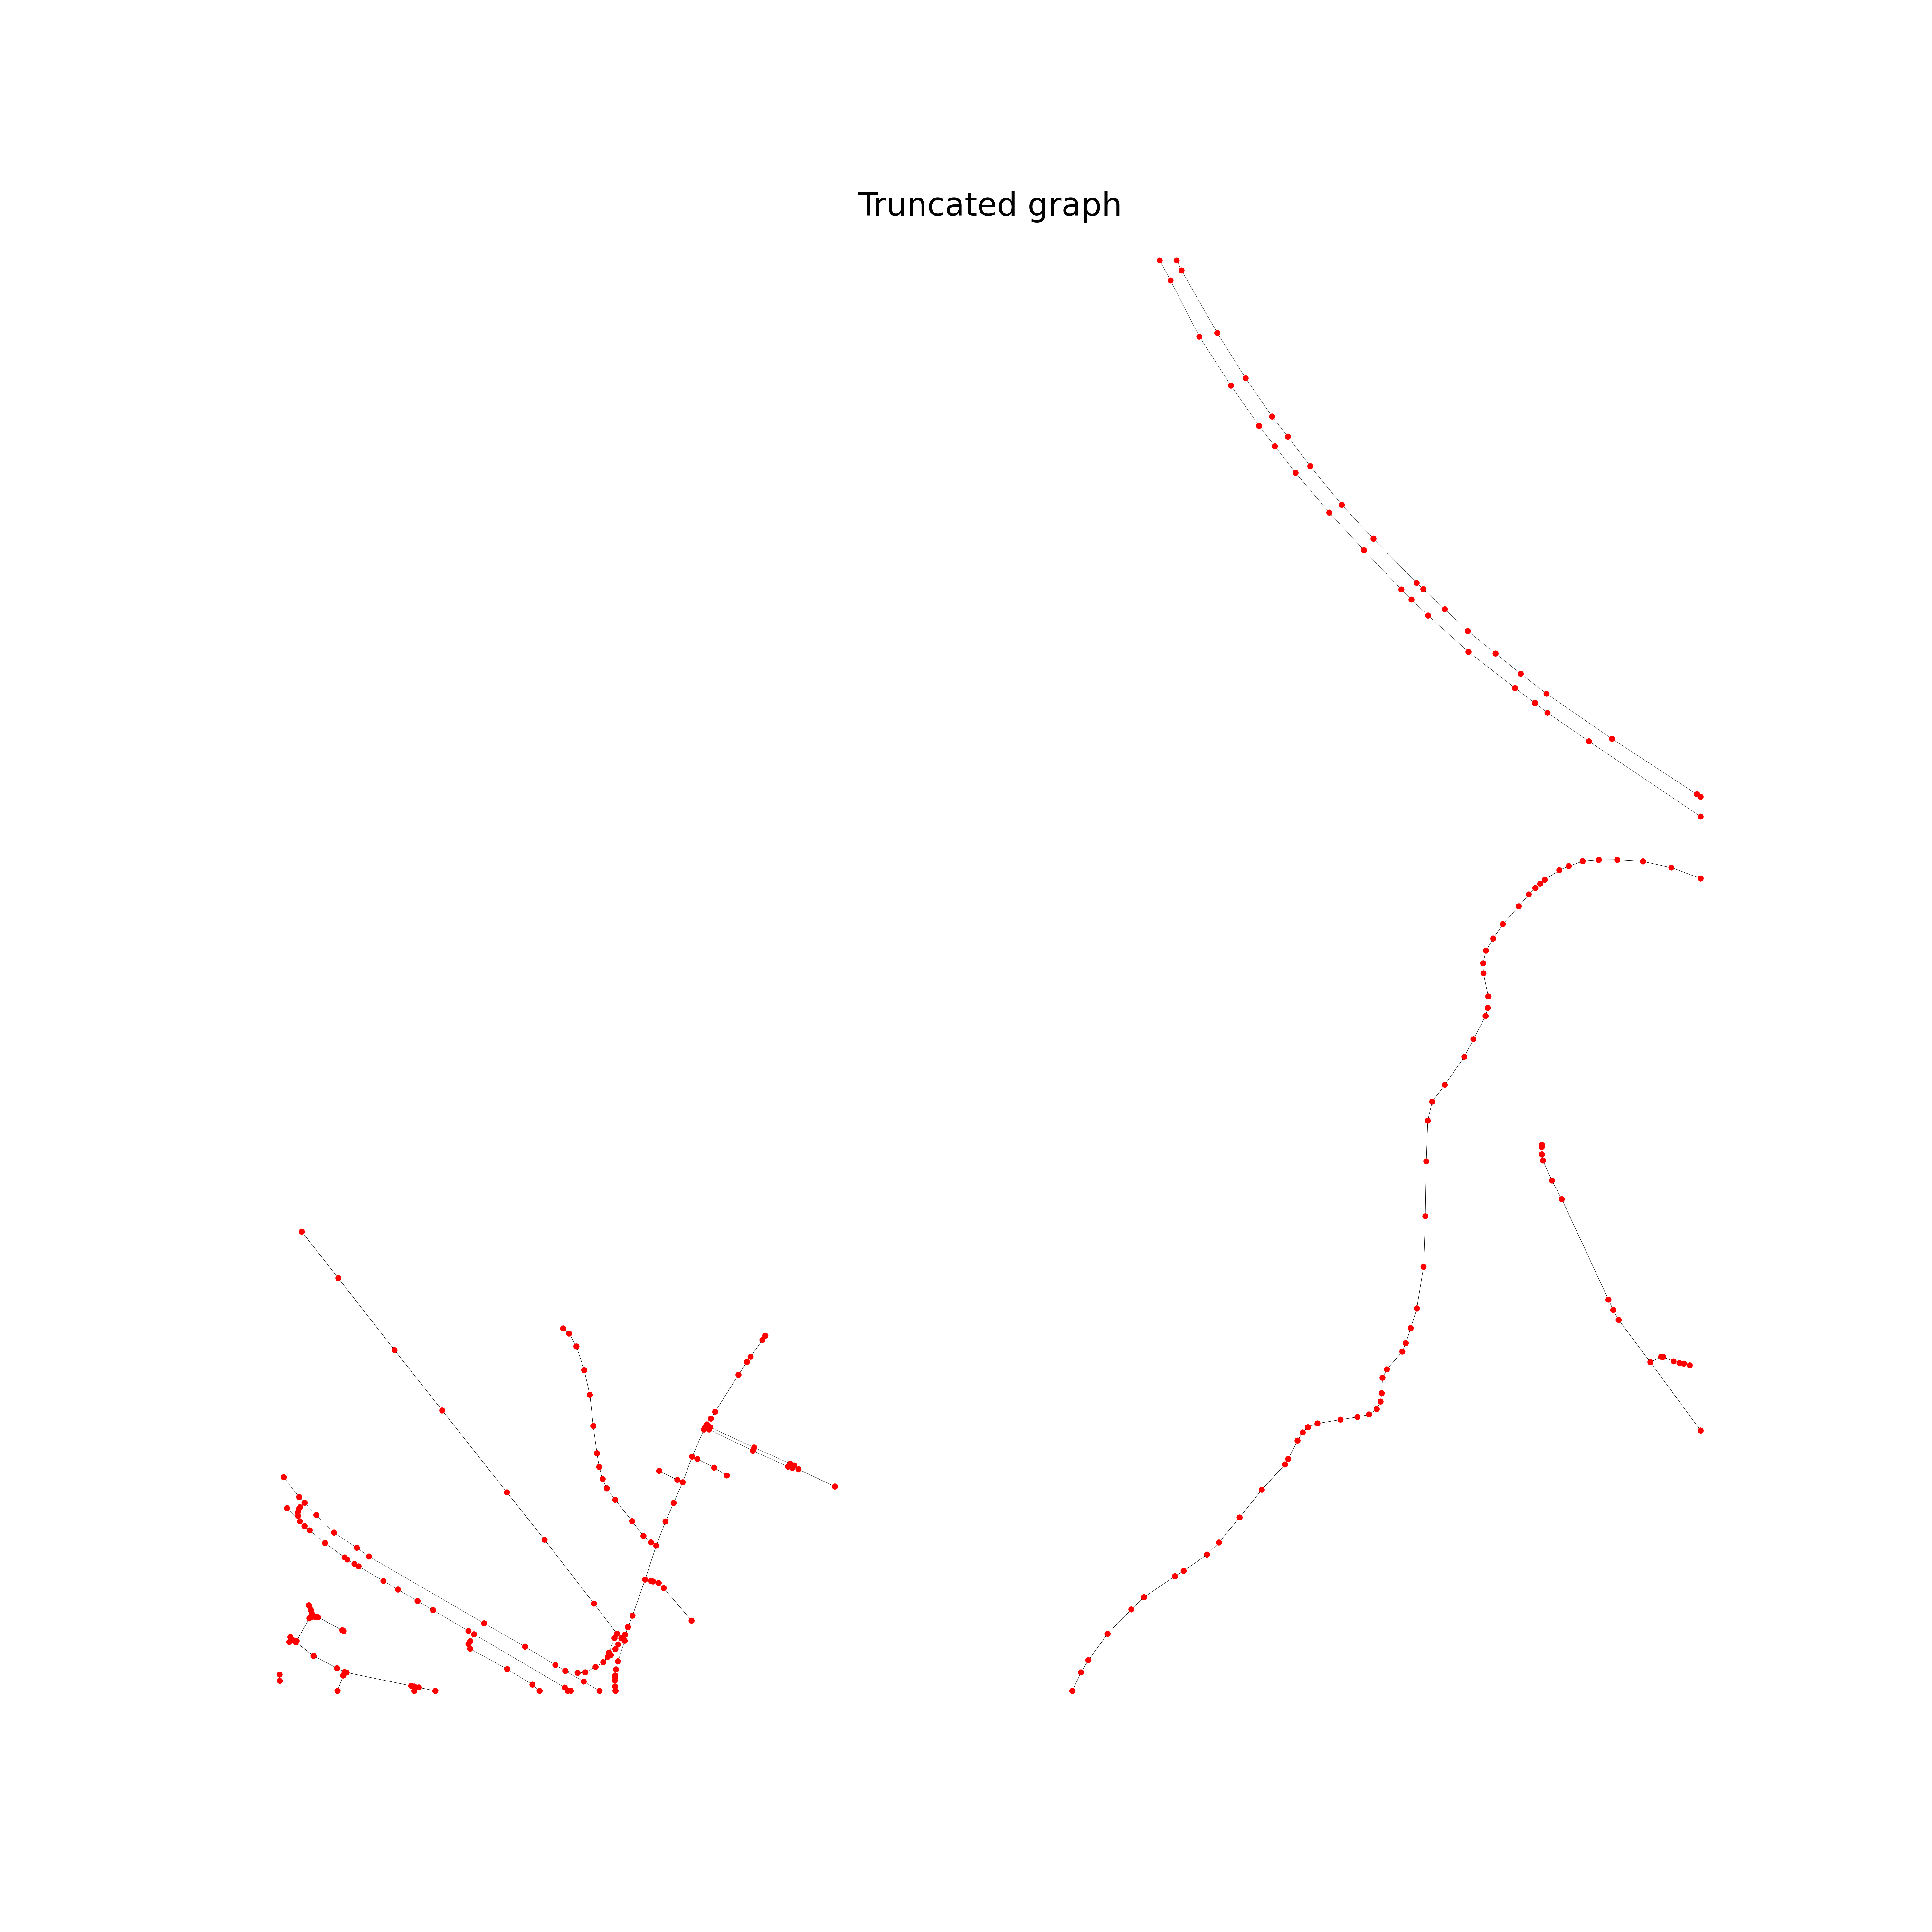 Truncated graph